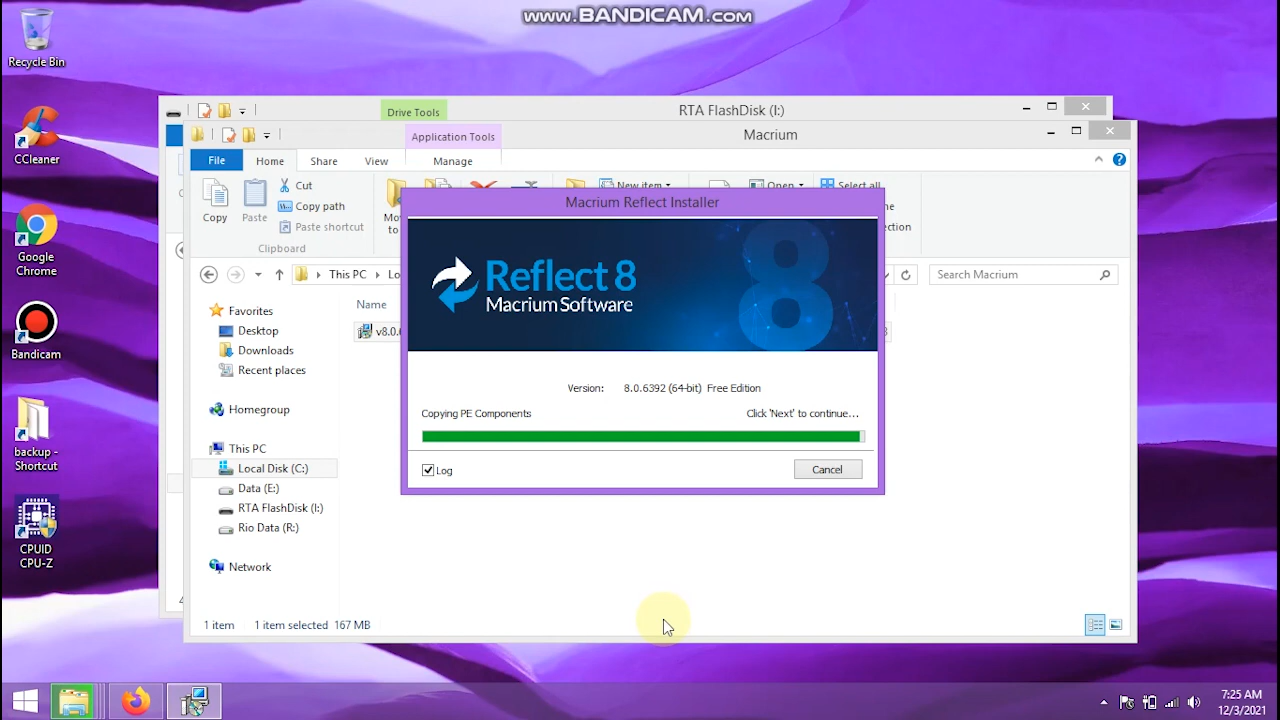 www.BANDICAM.com
Recycle Bin
CCleaner
Google
Chrome
Bandicam
backup -
Shortcut
CPUID
CPU-Z
Drive Tools
RTA FlashDisk (I:)
Application Tools
Macrium
File
Home
Share
View
Manage
Copy
Paste
Cut
Copy path
Paste shortcut
Clipboard
New item
Open
Select all
This PC
Search Macrium
Name
Favorites
Desktop
Downloads
Recent places
Homegroup
This PC
Local Disk (C:)
Data (E:)
RTA FlashDisk (I:)
Rio Data (R:)
Network
1 item
1 item selected 167 MB
Macrium Reflect Installer
8
Reflect 8
Macrium Software
Version: 8.0.6392 (64-bit) Free Edition
Copying PE Components
Click 'Next' to continue...
Log
Cancel
7:25 AM
12/3/2021